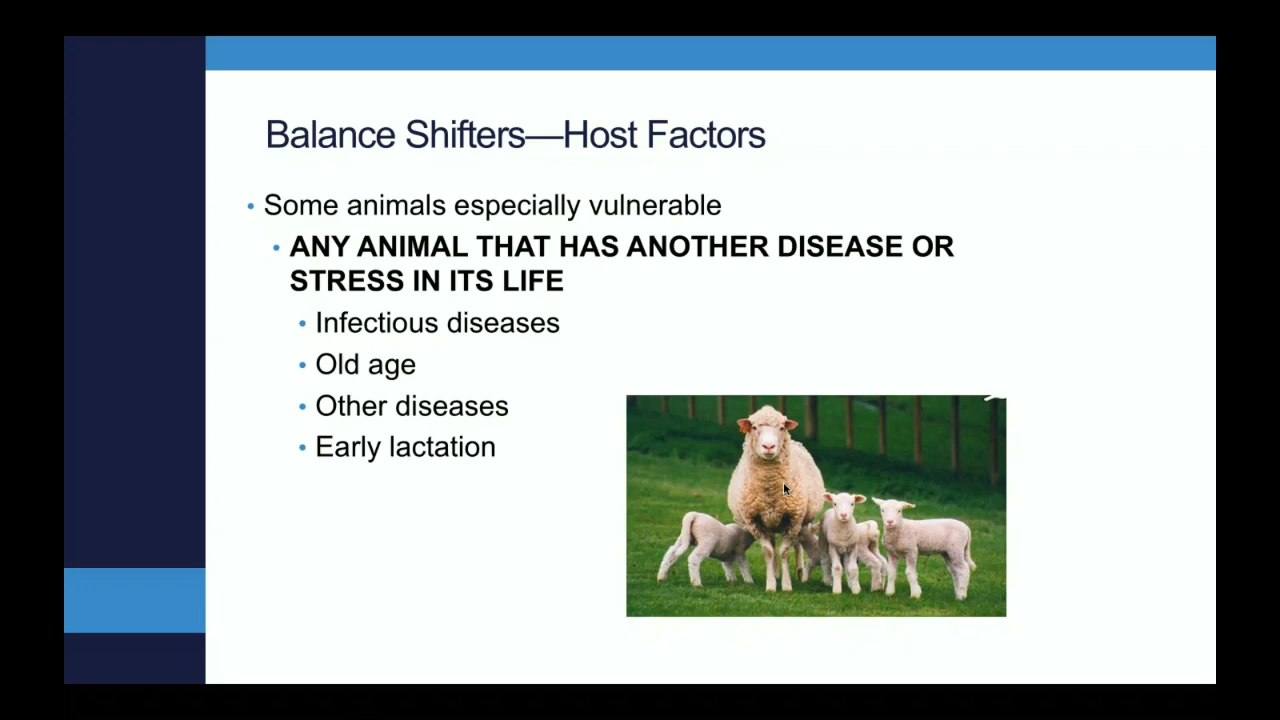 Balance Shifters—Host Factors
• Some animals especially vulnerable
• ANY ANIMAL THAT HAS ANOTHER DISEASE OR
STRESS IN ITS LIFE
• Infectious diseases
• Old age
• Other diseases
• Early lactation